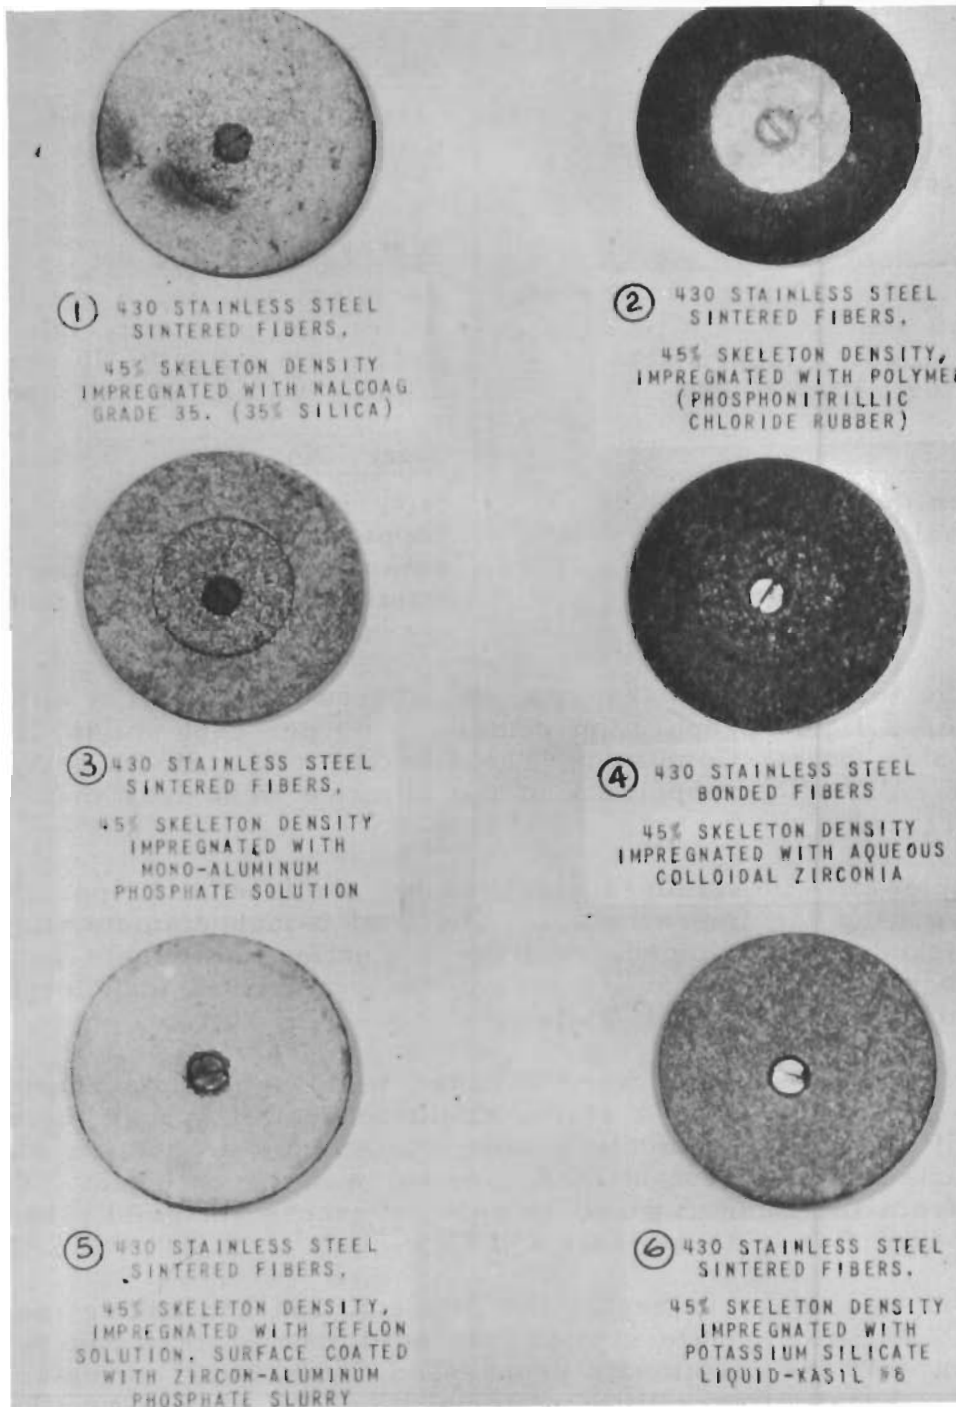 ① 430 STAINLESS STEEL
SINTERED FIBERS,
45% SKELETON DENSITY
IMPREGNATED WITH NALCOAG
GRADE 35. (35% SILICA)
② 430 STAINLESS STEEL
SINTERED FIBERS,
45% SKELETON DENSITY,
IMPREGNATED WITH POLYMER
(PHOSPHONITRILLIC
CHLORIDE RUBBER)
③ 430 STAINLESS STEEL
SINTERED FIBERS,
45% SKELETON DENSITY
IMPREGNATED WITH
MONO-ALUMINUM
PHOSPHATE SOLUTION
④ 430 STAINLESS STEEL
BONDED FIBERS
45% SKELETON DENSITY
IMPREGNATED WITH AQUEOUS
COLLOIDAL ZIRCONIA
⑤ 430 STAINLESS STEEL
SINTERED FIBERS,
45% SKELETON DENSITY,
IMPREGNATED WITH TEFLON
SOLUTION. SURFACE COATED
WITH ZIRCON-ALUMINUM
PHOSPHATE SLURRY
⑥ 430 STAINLESS STEEL
SINTERED FIBERS.
45% SKELETON DENSITY
IMPREGNATED WITH
POTASSIUM SILICATE
LIQUID-KASIL #6